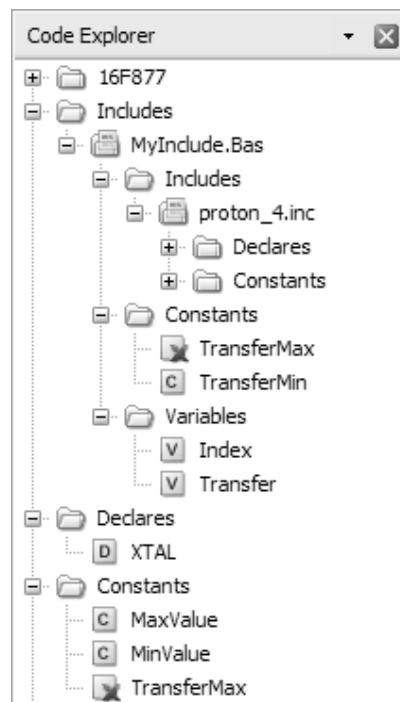 Code Explorer
16F877
Includes
MyInclude.Bas
Includes
proton_4.inc
Declares
Constants
Constants
TransferMax
C TransferMin
Variables
V Index
V Transfer
Declares
D XTAL
Constants
C MaxValue
C MinValue
TransferMax